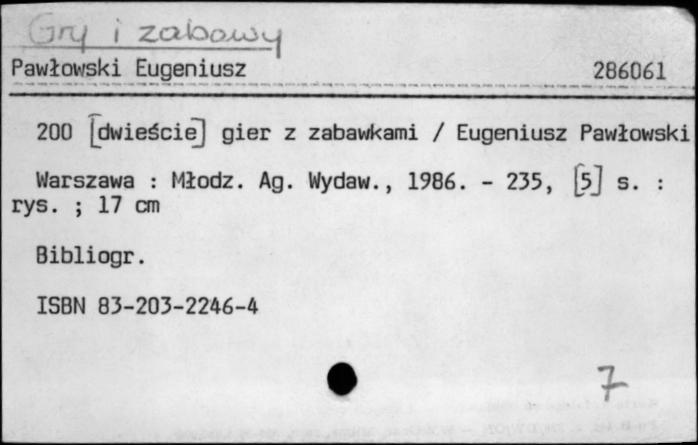 Gry i zabawy
Pawłowski Eugeniusz 286061
200 [dwieście] gier z zabawkami / Eugeniusz Pawłowski
Warszawa : Młodz. Ag. Wydaw., 1986. - 235, [5] s. :
rys. ; 17 cm
Bibliogr.
ISBN 83-203-2246-4
7